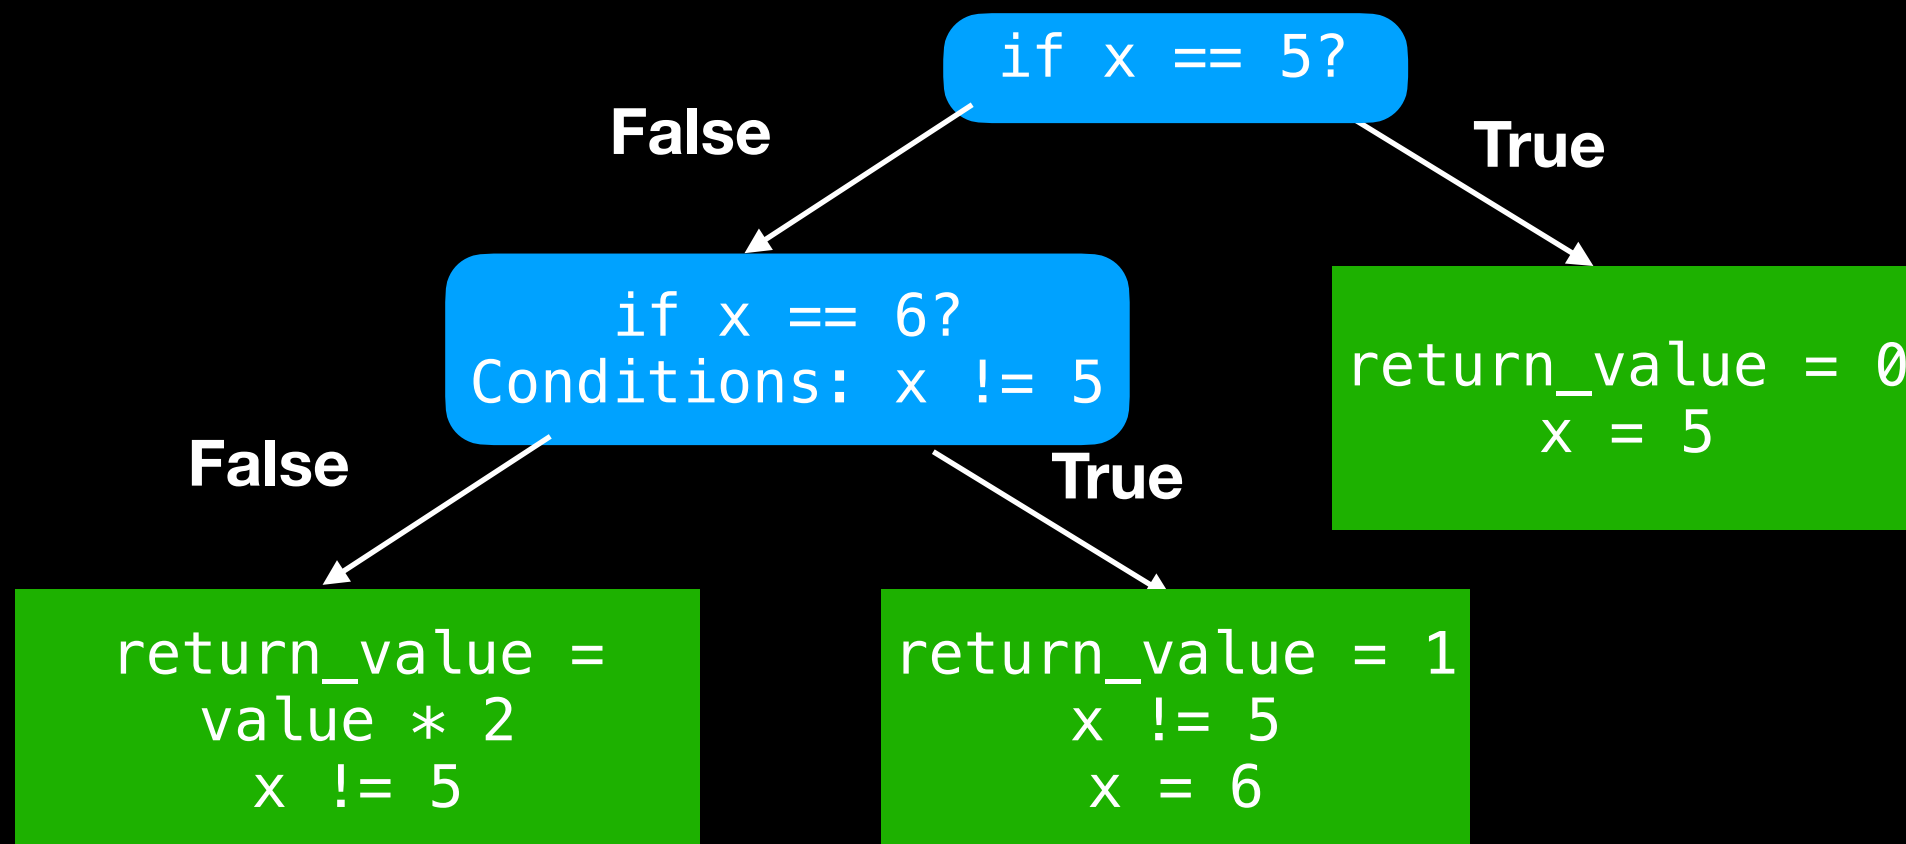 if x == 5?
False
True
if x == 6?
Conditions: x != 5
return_value = 0
x = 5
False
True
return_value =
value * 2
x != 5
return_value = 1
x != 5
x = 6